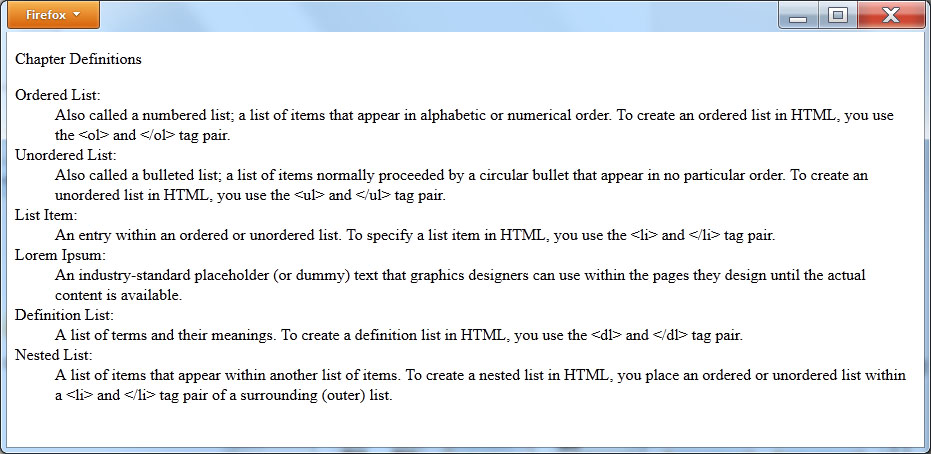 Firefox
Chapter Definitions
Ordered List:
Also called a numbered list; a list of items that appear in alphabetic or numerical order. To create an ordered list in HTML, you use
the <ol> and </ol> tag pair.
Unordered List:
Also called a bulleted list; a list of items normally proceeded by a circular bullet that appear in no particular order. To create an
unordered list in HTML, you use the <ul> and </ul> tag pair.
List Item:
An entry within an ordered or unordered list. To specify a list item in HTML, you use the <li> and </li> tag pair.
Lorem Ipsum:
An industry-standard placeholder (or dummy) text that graphics designers can use within the pages they design until the actual
content is available.
Definition List:
A list of terms and their meanings. To create a definition list in HTML, you use the <dl> and </dl> tag pair.
Nested List:
A list of items that appear within another list of items. To create a nested list in HTML, you place an ordered or unordered list within
a <li> and </li> tag pair of a surrounding (outer) list.